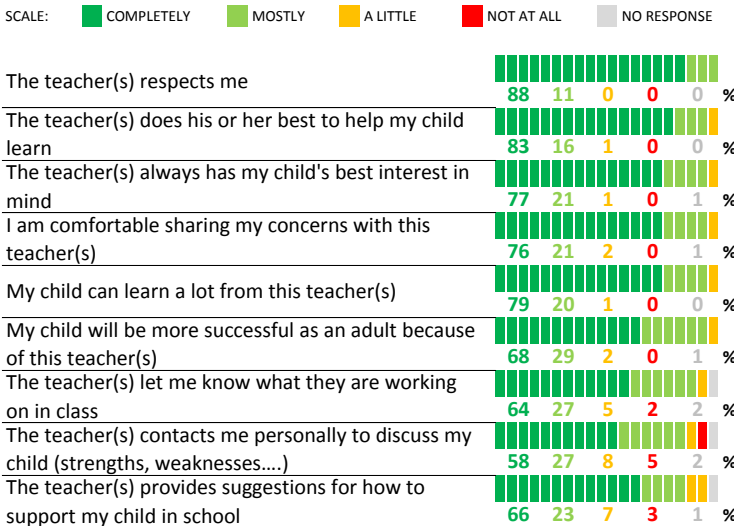 SCALE: COMPLETELY MOSTLY A LITTLE NOT AT ALL NO RESPONSE
The teacher(s) respects me
88 11 0 0 0 %
The teacher(s) does his or her best to help my child
learn
83 16 1 0 0 %
The teacher(s) always has my child's best interest in
mind
77 21 1 0 1 %
I am comfortable sharing my concerns with this
teacher(s)
76 21 2 0 1 %
My child can learn a lot from this teacher(s)
79 20 1 0 0 %
My child will be more successful as an adult because
of this teacher(s)
68 29 2 0 1 %
The teacher(s) let me know what they are working
on in class
64 27 5 2 2 %
The teacher(s) contacts me personally to discuss my
child (strengths, weaknesses....)
58 27 8 5 2 %
The teacher(s) provides suggestions for how to
support my child in school
66 23 7 3 1 %